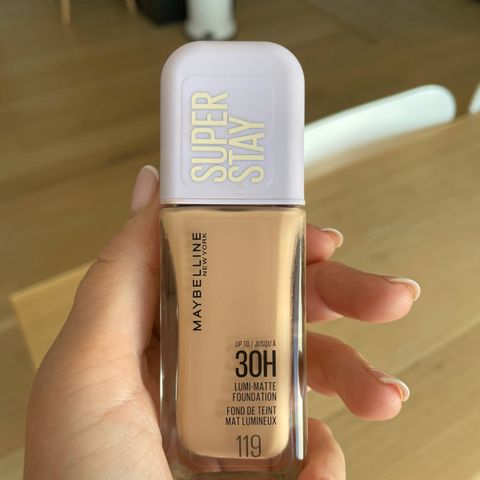 SUPER
STAY
MAYBELLINE
NEW YORK
UP TO / JUSQU'A
30H
LUMI-MATTE
FOUNDATION
FOND DE TEINT
MAT LUMINEUX
119